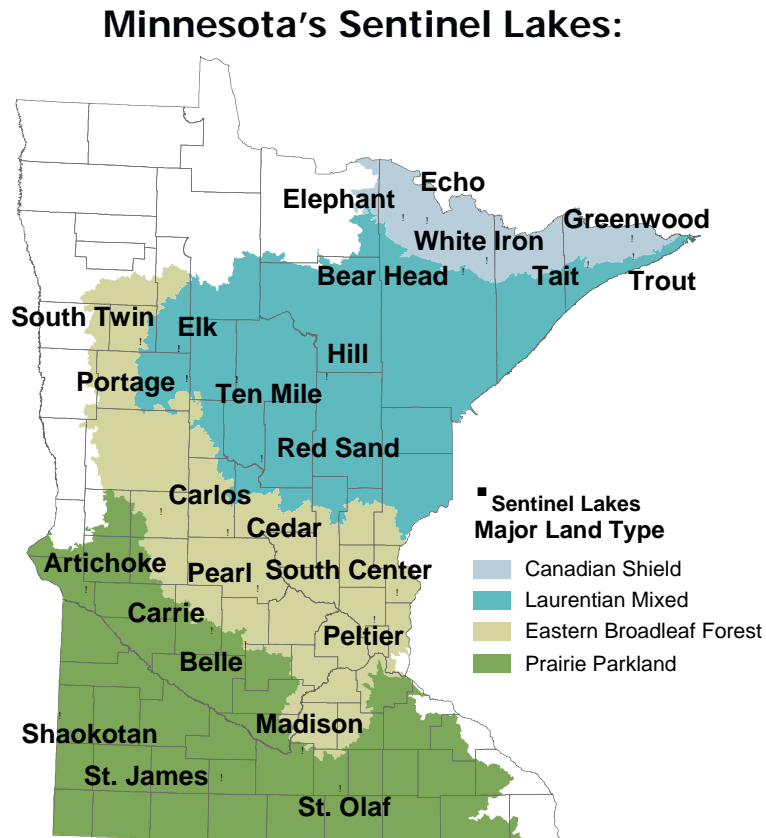 Minnesota's Sentinel Lakes:
Echo
Elephant
Greenwood
White Iron
Bear Head
Tait
Trout
South Twin
Elk
Hill
Portage
Ten Mile
Red Sand
Carlos
Cedar
Artichoke
Pearl
South Center
Carrie
Peltier
Belle
Madison
Shaokotan
St. James
St. Olaf
Sentinel Lakes
Major Land Type
Canadian Shield
Laurentian Mixed
Eastern Broadleaf Forest
Prairie Parkland